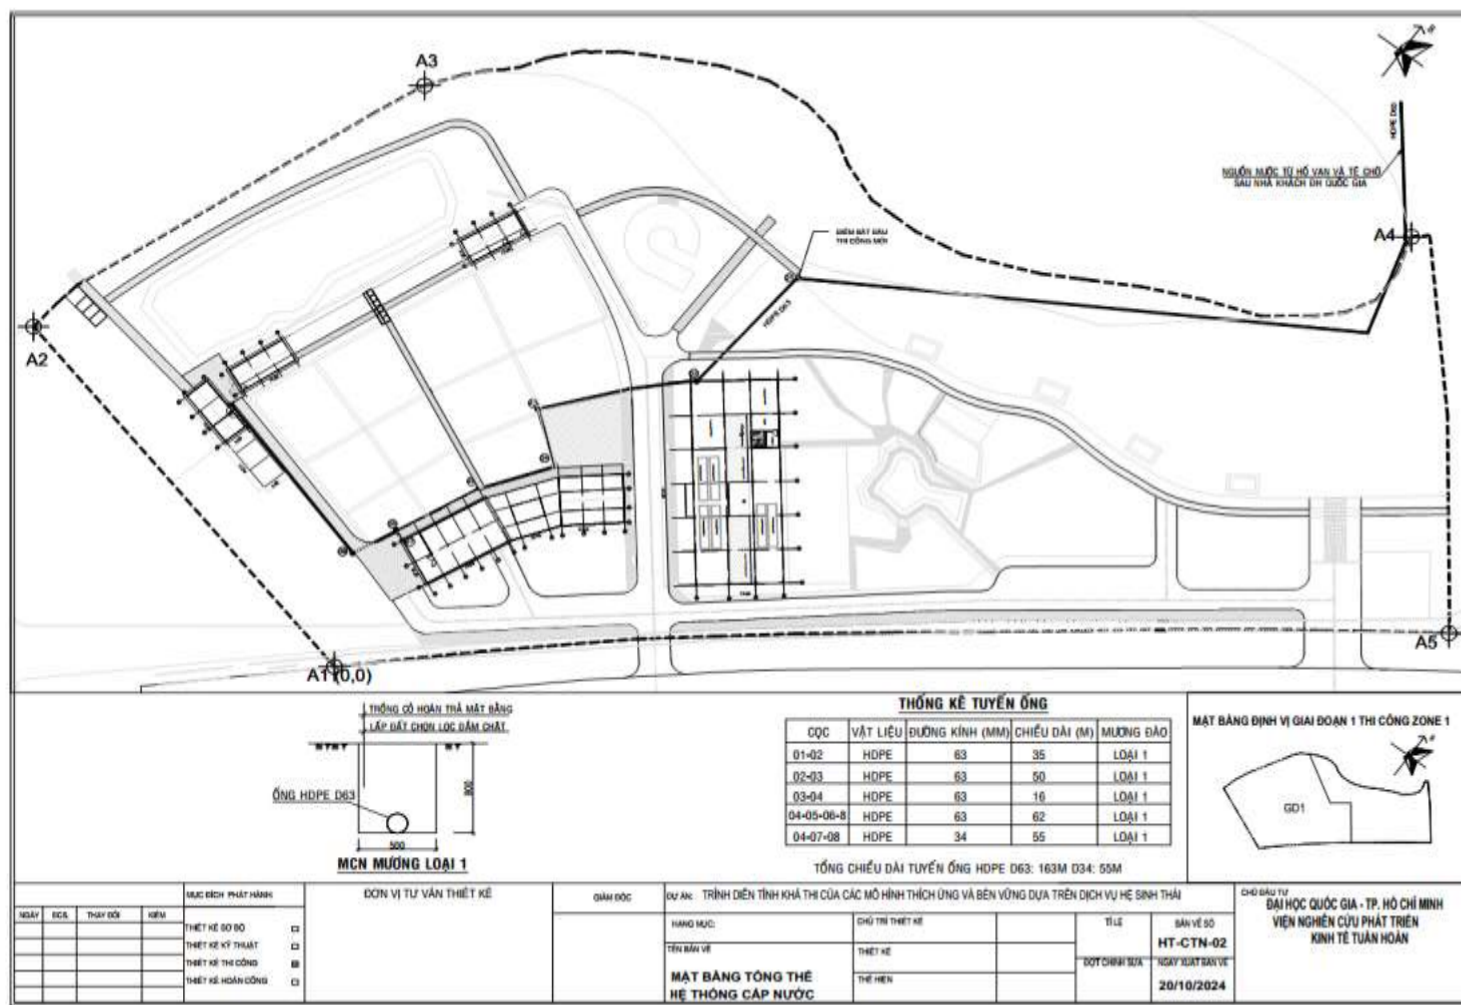 A3
HDPE D63
NGUỒN NƯỚC TỪ HỐ VAN VÀ TÊ CHỜ
SAU NHÀ KHÁCH ĐH QUỐC GIA
A4
ĐIỂM BẮT ĐẦU
THI CÔNG MỚI
HDPE D63
A2
A1 (0,0)
A5
TRỒNG CỎ HOÀN TRẢ MẶT BẰNG
LẤP ĐẤT CHỌN LỌC ĐẦM CHẶT
ỐNG HDPE D63
800
500
MCN MƯƠNG LOẠI 1
THỐNG KÊ TUYẾN ỐNG
CỌC VẬT LIỆU ĐƯỜNG KÍNH (MM) CHIỀU DÀI (M) MƯƠNG ĐÀO
01-02 HDPE 63 35 LOẠI 1
02-03 HDPE 63 50 LOẠI 1
03-04 HDPE 63 16 LOẠI 1
04-05-06-8 HDPE 63 62 LOẠI 1
04-07-08 HDPE 34 55 LOẠI 1
TỔNG CHIỀU DÀI TUYẾN ỐNG HDPE D63: 163M D34: 55M
MẶT BẰNG ĐỊNH VỊ GIAI ĐOẠN 1 THI CÔNG ZONE 1
GD1
NGÀY THAY ĐỔI KIỂM
MỤC ĐÍCH PHÁT HÀNH
THIẾT KẾ SƠ BỘ
THIẾT KẾ KỸ THUẬT
THIẾT KẾ THI CÔNG
THIẾT KẾ HOÀN CÔNG
ĐƠN VỊ TƯ VẤN THIẾT KẾ
GIÁM ĐỐC
DỰ ÁN: TRÌNH DIỄN TÍNH KHẢ THI CỦA CÁC MÔ HÌNH THÍCH ỨNG VÀ BỀN VỮNG DỰA TRÊN DỊCH VỤ HỆ SINH THÁI
HẠNG MỤC:
TÊN BẢN VẼ
MẶT BẰNG TỔNG THỂ
HỆ THỐNG CẤP NƯỚC
CHỦ TRÌ THIẾT KẾ
THIẾT KẾ
THỂ HIỆN
TỈ LỆ
ĐỢT CHỈNH SỬA
BẢN VẼ SỐ
HT-CTN-02
NGÀY XUẤT BẢN VẼ
20/10/2024
CHỦ ĐẦU TƯ
ĐẠI HỌC QUỐC GIA - TP. HỒ CHÍ MINH
VIỆN NGHIÊN CỨU PHÁT TRIỂN
KINH TẾ TUẦN HOÀN